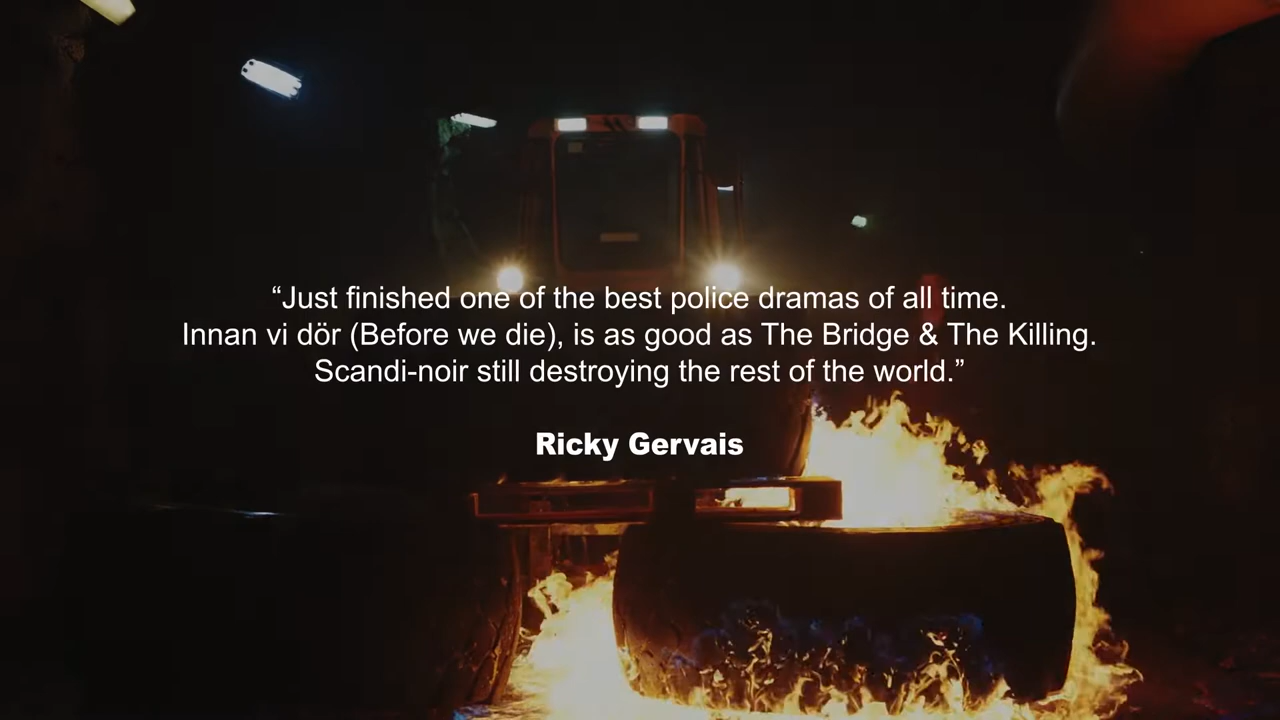 “Just finished one of the best police dramas of all time.
Innan vi dör (Before we die), is as good as The Bridge & The Killing.
Scandi-noir still destroying the rest of the world.”
Ricky Gervais